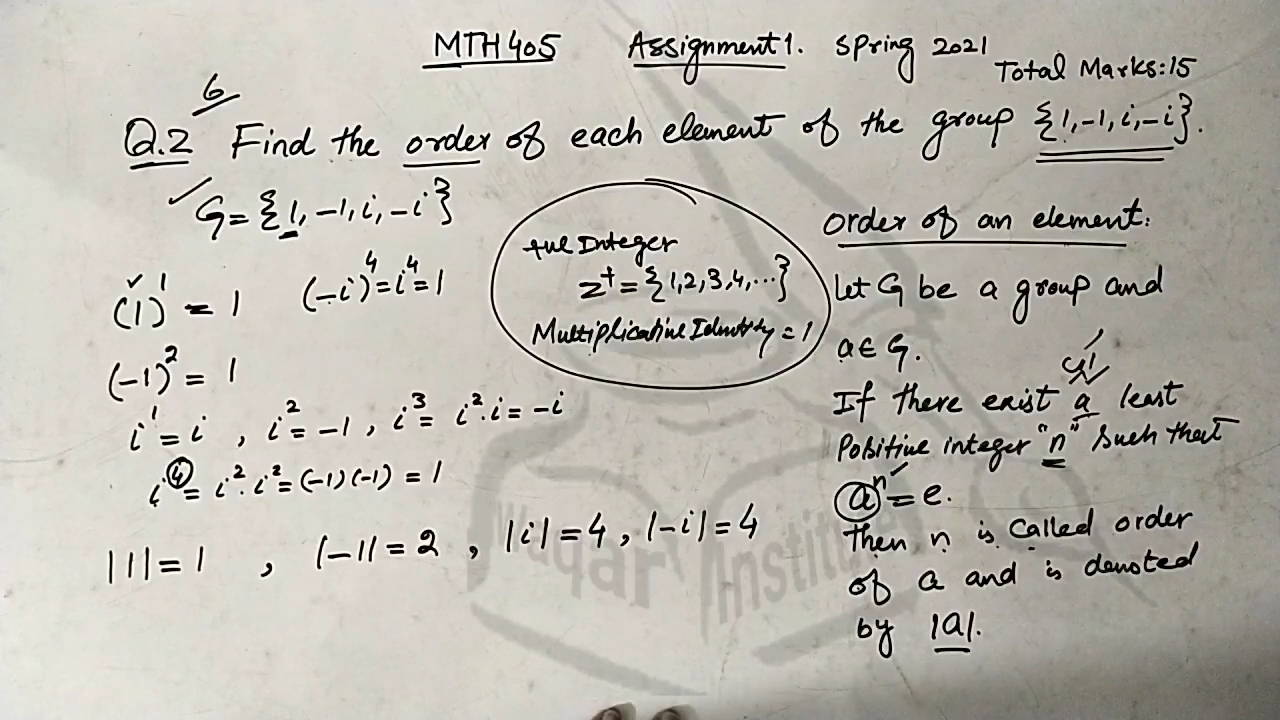 MTH405 Assignment 1. Spring 2021
Total Marks:15
6
Q.2 Find the order of each element of the group {1,-1,i,-i}.
G={1,-1,i,-i}
(1)¹ = 1
(-i)⁴=i⁴=1
(-1)²= 1
i¹=i , i²=-1 , i³= i².i=-i
i⁴= i².i²=(-1)(-1) = 1
|1|=1 , |-1|=2 , |i|=4 , |-i|=4
+ve Integer
Z⁺={1,2,3,4,...}
Multiplicative Identity=1
Order of an element:
Let G be a group and
a∈G.
If there exist a least
Positive integer "n" such that
aⁿ=e.
Then n is called order
of a and is denoted
by |a|.
Waqar Institute